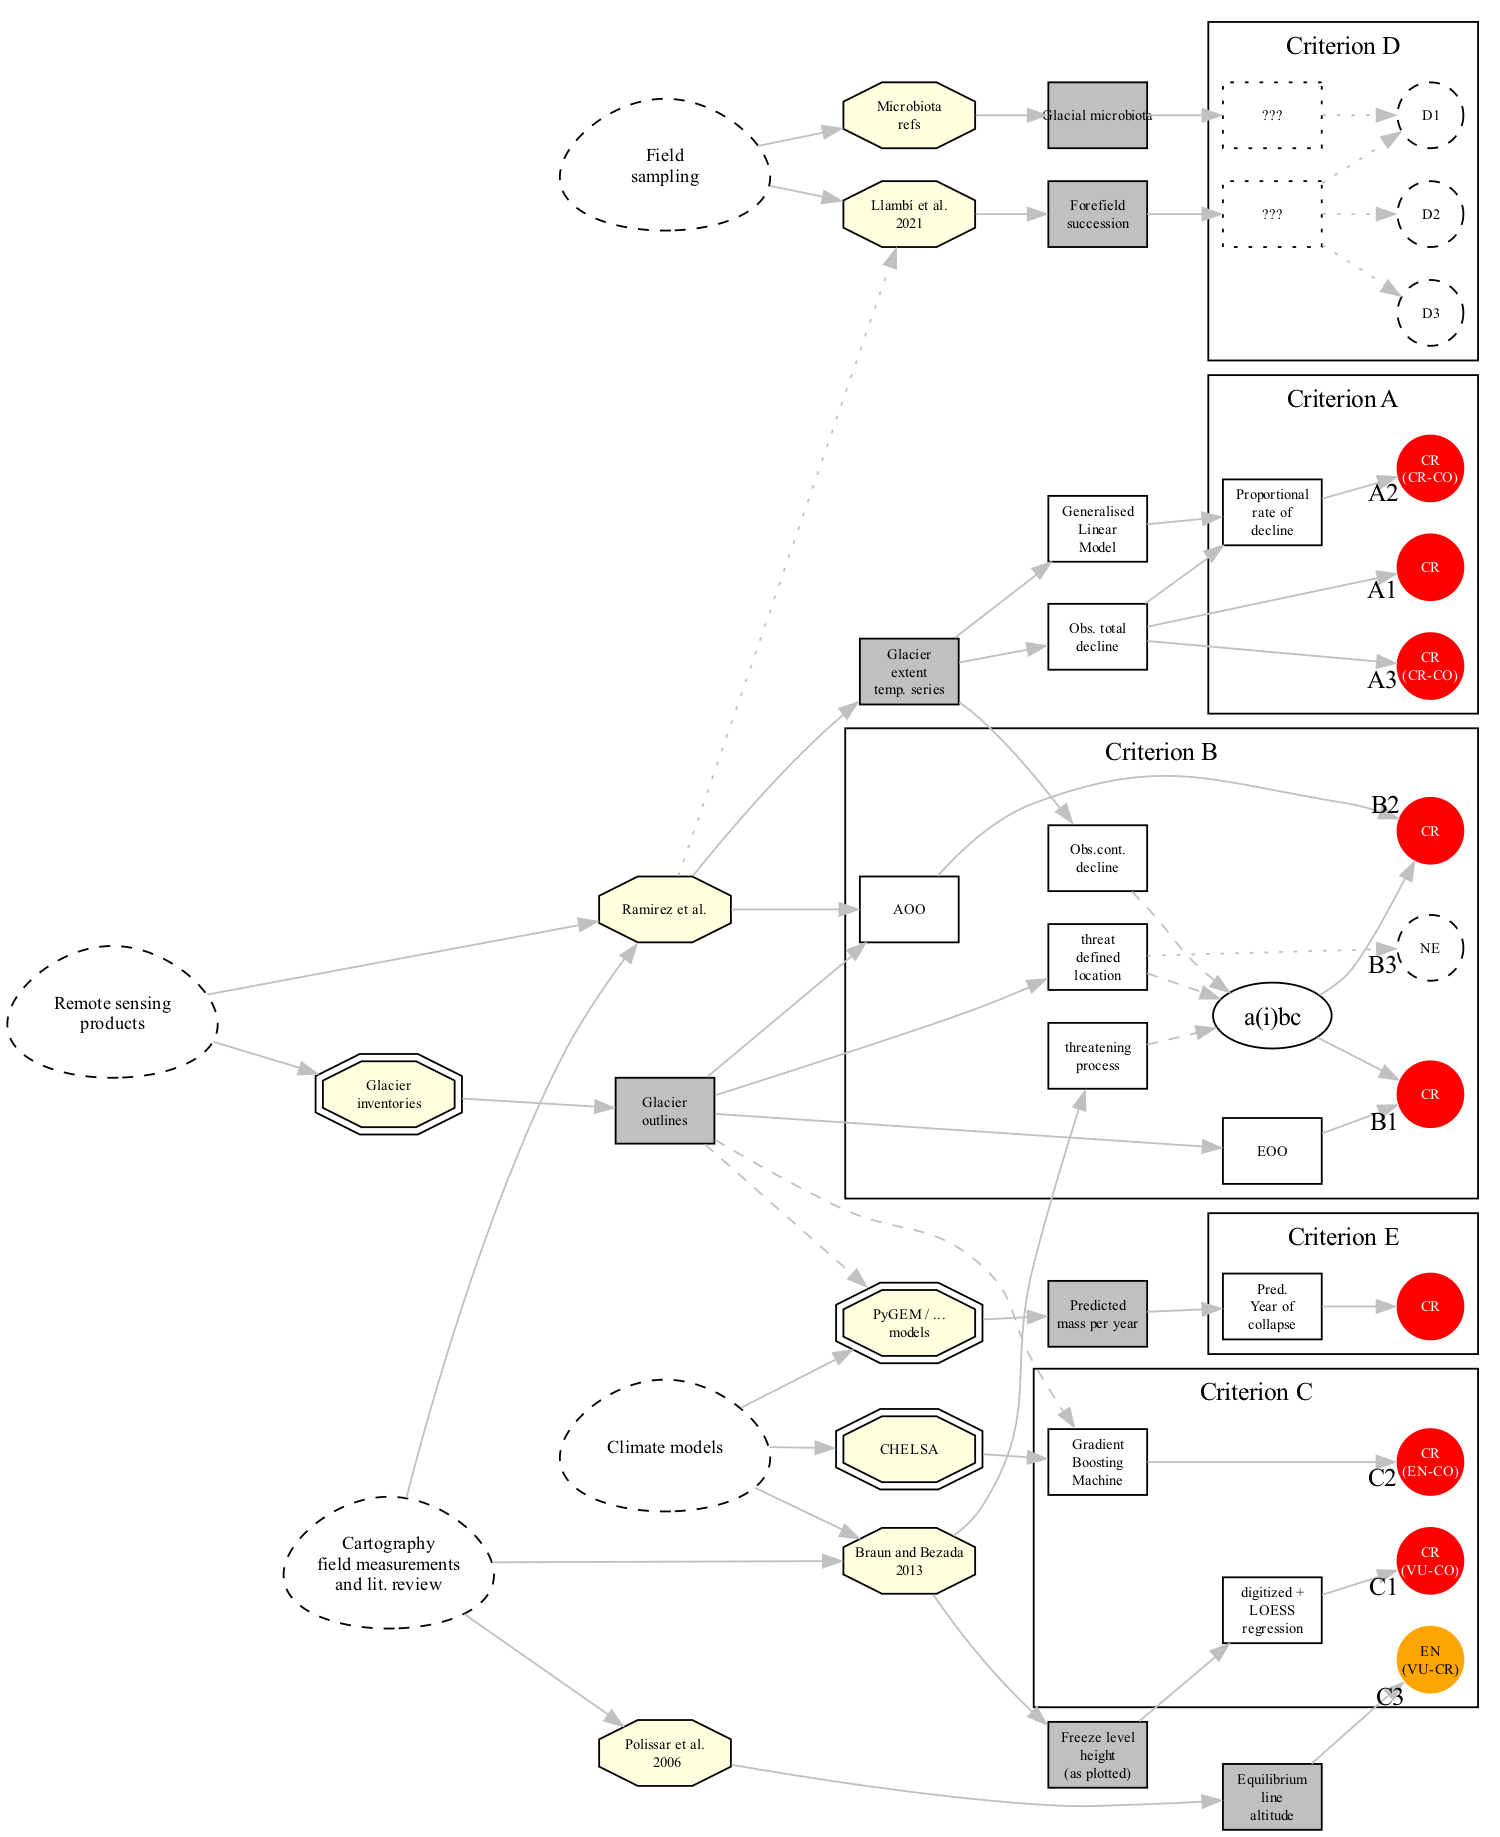 Criterion D
Microbiota
refs
Glacial microbiota
???
D1
Field
sampling
Llambí et al.
2021
Forefield
succession
???
D2
D3
Criterion A
CR
(CR-CO)
A2
Generalised
Linear
Model
Proportional
rate of
decline
CR
A1
Obs. total
decline
Glacier
extent
temp. series
CR
(CR-CO)
A3
Criterion B
B2
CR
Obs.cont.
decline
Ramirez et al.
AOO
threat
defined
location
NE
B3
Remote sensing
products
a(i)bc
threatening
process
Glacier
inventories
Glacier
outlines
CR
B1
EOO
Criterion E
PyGEM / ...
models
Predicted
mass per year
Pred.
Year of
collapse
CR
Criterion C
Climate models
CHELSA
Gradient
Boosting
Machine
CR
(EN-CO)
C2
Cartography
field measurements
and lit. review
Braun and Bezada
2013
CR
(VU-CO)
C1
digitized +
LOESS
regression
EN
(VU-CR)
C3
Polissar et al.
2006
Freeze level
height
(as plotted)
Equilibrium
line
altitude